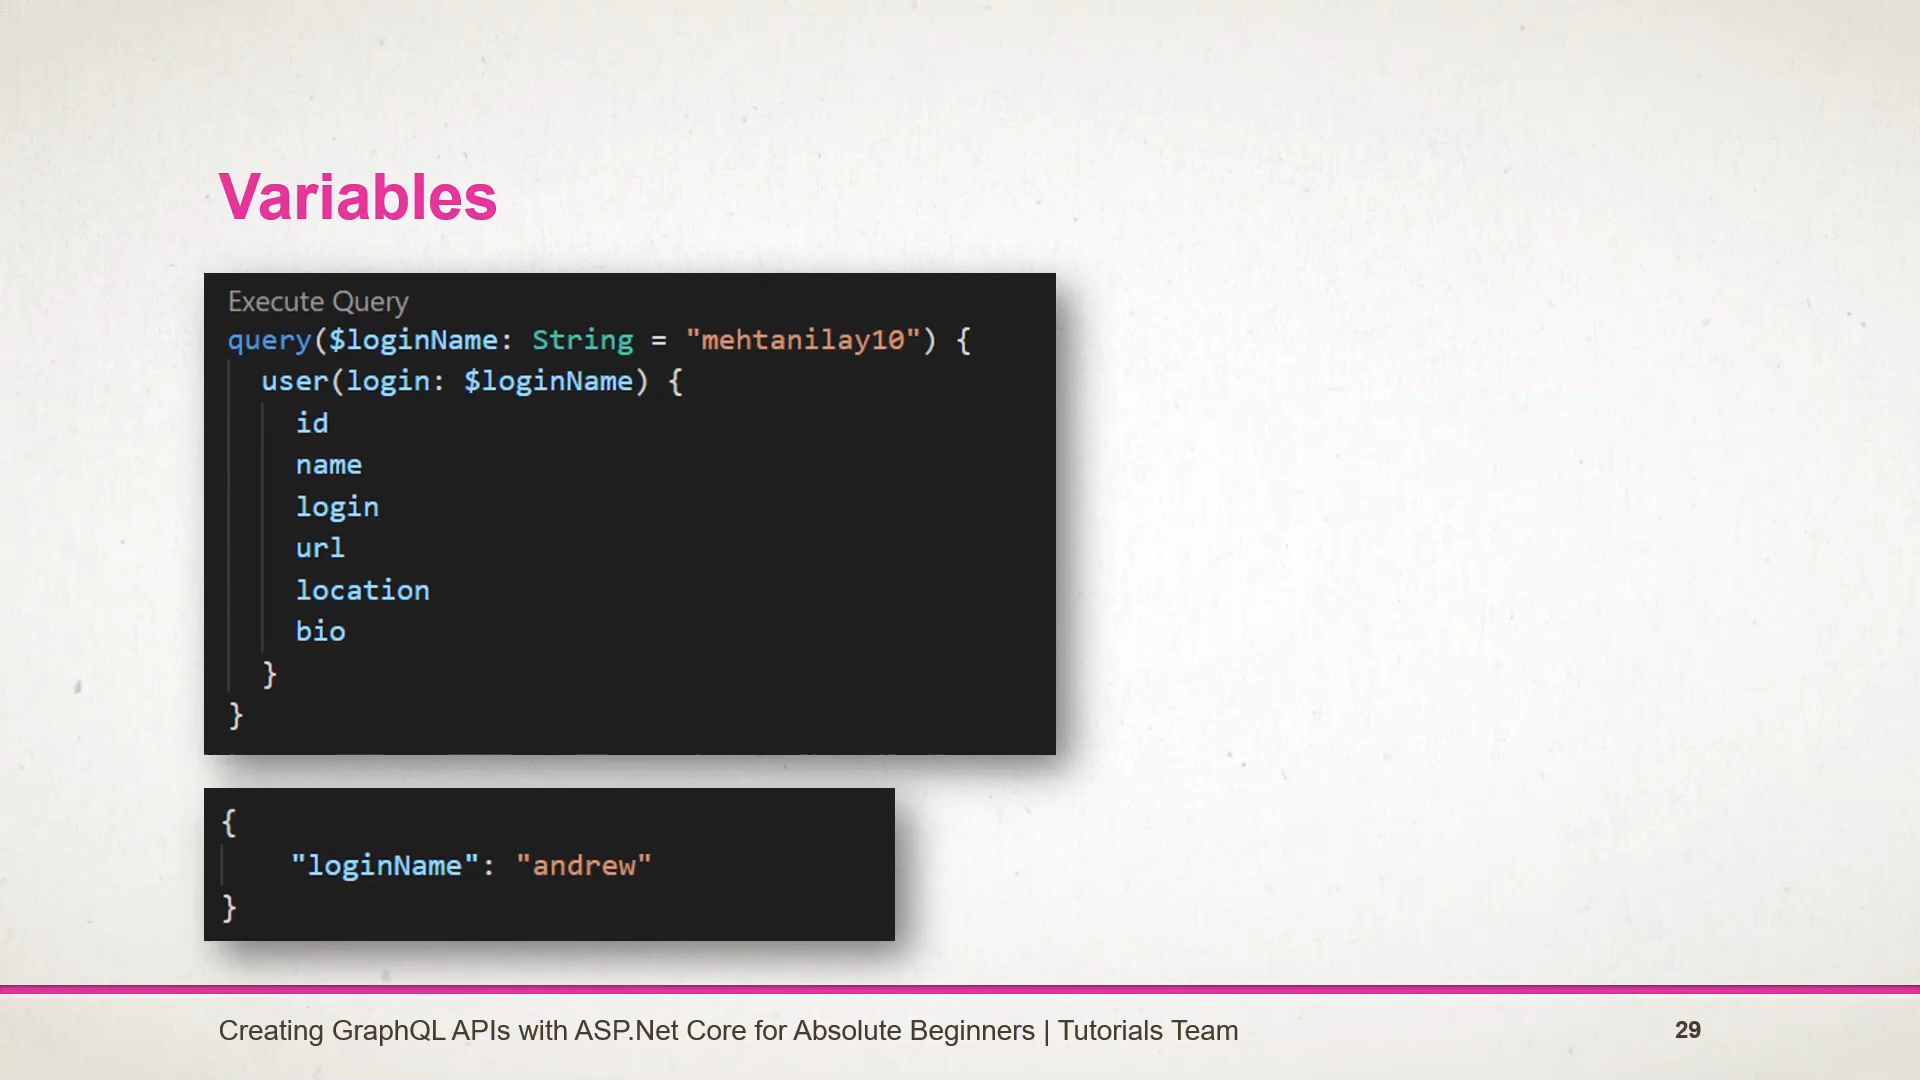 Variables
Execute Query
query($loginName: String = "mehtanilay10") {
user(login: $loginName) {
id
name
login
url
location
bio
}
}
{
"loginName": "andrew"
}
Creating GraphQL APIs with ASP.Net Core for Absolute Beginners | Tutorials Team
29